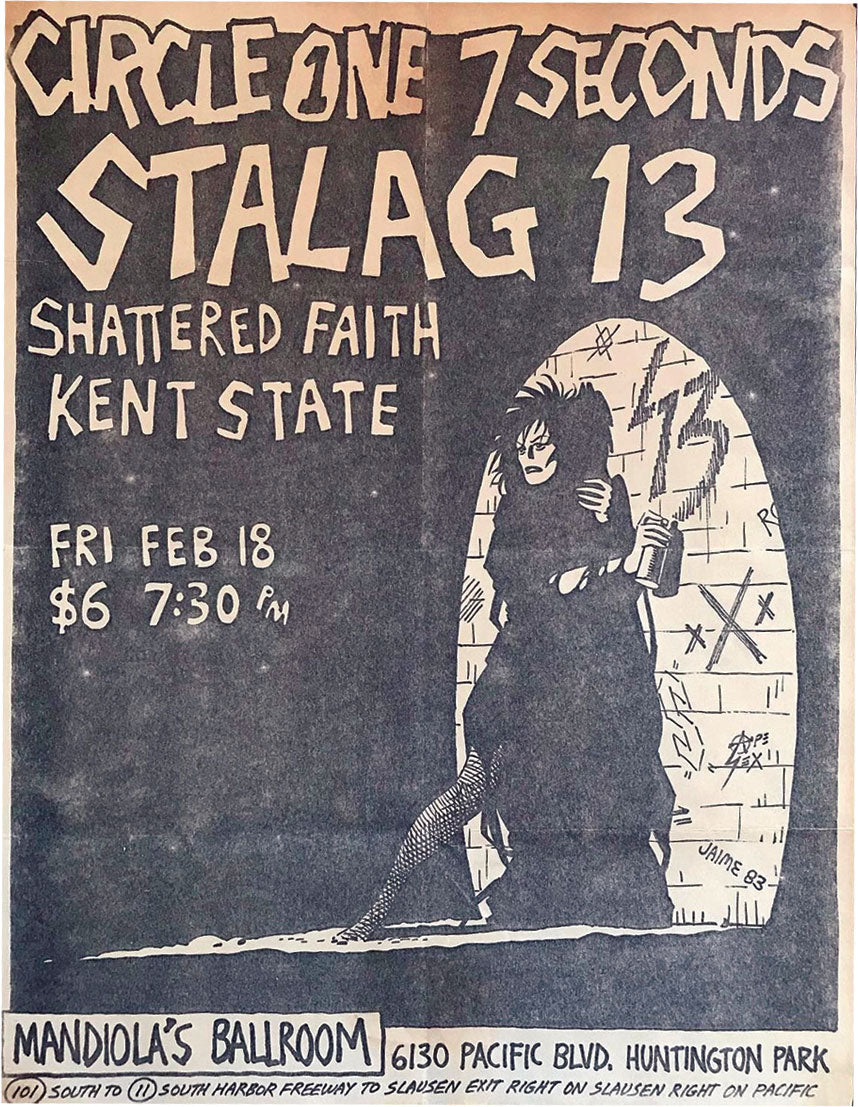 CIRCLE ONE 7 SECONDS
STALAG 13
SHATTERED FAITH
KENT STATE
FRI FEB 18
$6 7:30 PM
13
X X X
APE
SEX
JAIME 83
MANDIOLA'S BALLROOM
6130 PACIFIC BLVD. HUNTINGTON PARK
(101) SOUTH TO (11) SOUTH HARBOR FREEWAY TO SLAUSEN EXIT RIGHT ON SLAUSEN RIGHT ON PACIFIC